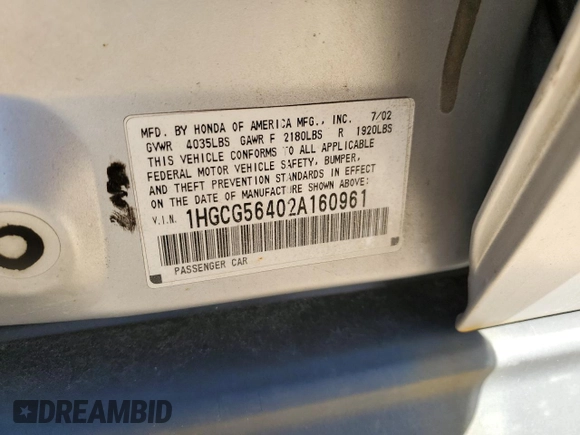 MFD. BY HONDA OF AMERICA MFG., INC. 7/02
GVWR 4035LBS GAWR F 2180LBS R 1920LBS
THIS VEHICLE CONFORMS TO ALL APPLICABLE
FEDERAL MOTOR VEHICLE SAFETY, BUMPER,
AND THEFT PREVENTION STANDARDS IN EFFECT
ON THE DATE OF MANUFACTURE SHOWN ABOVE:
V.I.N. 1HGCG56402A160961
PASSENGER CAR
DREAMBID